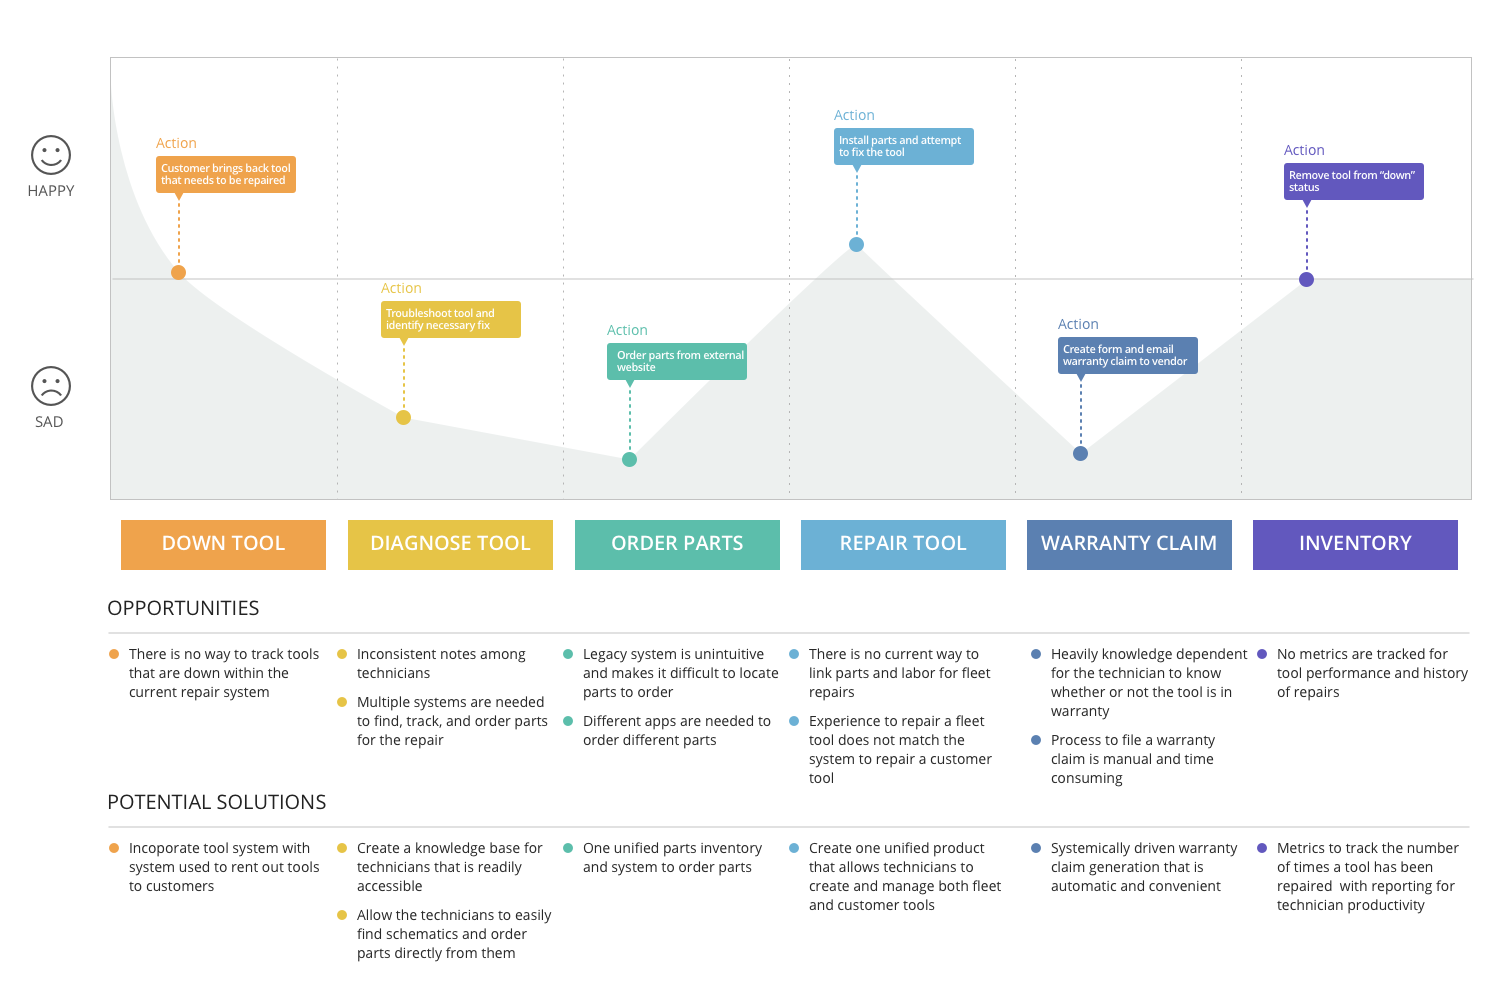 HAPPY
SAD
Action
Customer brings back tool
that needs to be repaired
Action
Troubleshoot tool and
identify necessary fix
Action
Order parts from external
website
Action
Install parts and attempt
to fix the tool
Action
Create form and email
warranty claim to vendor
Action
Remove tool from “down”
status
DOWN TOOL
DIAGNOSE TOOL
ORDER PARTS
REPAIR TOOL
WARRANTY CLAIM
INVENTORY
OPPORTUNITIES
There is no way to track tools
that are down within the
current repair system
Inconsistent notes among
technicians
Multiple systems are needed
to find, track, and order parts
for the repair
Legacy system is unintuitive
and makes it difficult to locate
parts to order
Different apps are needed to
order different parts
There is no current way to
link parts and labor for fleet
repairs
Experience to repair a fleet
tool does not match the
system to repair a customer
tool
Heavily knowledge dependent
for the technician to know
whether or not the tool is in
warranty
Process to file a warranty
claim is manual and time
consuming
No metrics are tracked for
tool performance and history
of repairs
POTENTIAL SOLUTIONS
Incoporate tool system with
system used to rent out tools
to customers
Create a knowledge base for
technicians that is readily
accessible
Allow the technicians to easily
find schematics and order
parts directly from them
One unified parts inventory
and system to order parts
Create one unified product
that allows technicians to
create and manage both fleet
and customer tools
Systemically driven warranty
claim generation that is
automatic and convenient
Metrics to track the number
of times a tool has been
repaired  with reporting for
technician productivity